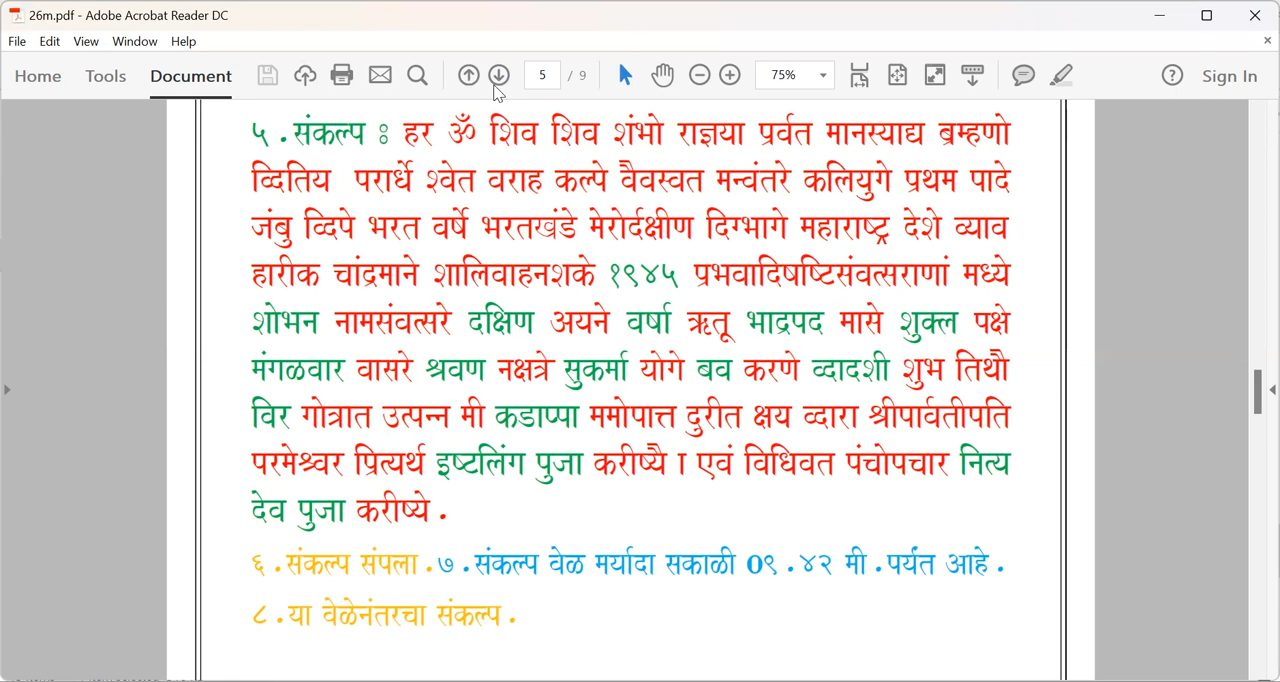 26m.pdf - Adobe Acrobat Reader DC
File Edit View Window Help
Home Tools Document 5 / 9 75% Sign In
५.संकल्प ः हर ॐ शिव शिव शंभो राज्ञया प्रर्वत मानस्याद्य ब्रम्हणो
व्दितिय परार्धे श्वेत वराह कल्पे वैवस्वत मन्वंतरे कलियुगे प्रथम पादे
जंबु व्दिपे भरत वर्षे भरतखंडे मेरोर्दक्षीण दिग्भागे महाराष्ट्र देशे व्याव
हारीक चांद्रमाने शालिवाहनशके १९४५ प्रभवादिषष्टिसंवत्सराणां मध्ये
शोभन नामसंवत्सरे दक्षिण अयने वर्षा ऋतू भाद्रपद मासे शुक्ल पक्षे
मंगळवार वासरे श्रवण नक्षत्रे सुकर्मा योगे बव करणे व्दादशी शुभ तिथौ
विर गोत्रात उत्पन्न मी कडाप्पा ममोपात्त दुरीत क्षय व्दारा श्रीपार्वतीपति
परमेश्र्वर प्रित्यर्थ इष्टलिंग पुजा करीष्यै । एवं विधिवत पंचोपचार नित्य
देव पुजा करीष्ये.
६.संकल्प संपला.७.संकल्प वेळ मर्यादा सकाळी 0९.४२ मी.पर्यंत आहे.
८.या वेळेनंतरचा संकल्प.